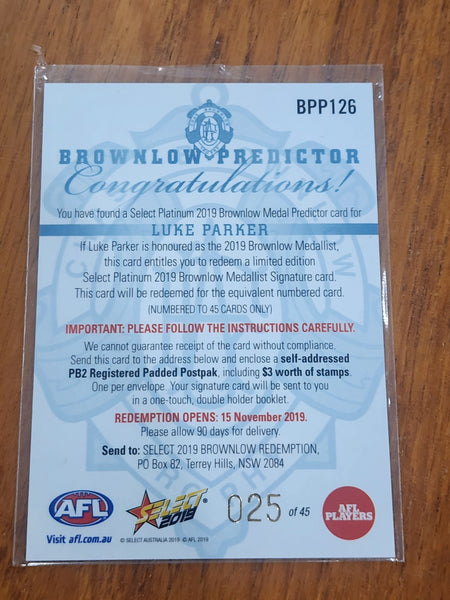 BPP126
BROWNLOW PREDICTOR
Congratulations!
You have found a Select Platinum 2019 Brownlow Medal Predictor card for
LUKE PARKER
If Luke Parker is honoured as the 2019 Brownlow Medallist,
this card entitles you to redeem a limited edition
Select Platinum 2019 Brownlow Medallist Signature card.
This card will be redeemed for the equivalent numbered card.
(NUMBERED TO 45 CARDS ONLY)
IMPORTANT: PLEASE FOLLOW THE INSTRUCTIONS CAREFULLY.
We cannot guarantee receipt of the card without compliance.
Send this card to the address below and enclose a self-addressed
PB2 Registered Padded Postpak, including $3 worth of stamps.
One per envelope. Your signature card will be sent to you
in a one-touch, double holder booklet.
REDEMPTION OPENS: 15 November 2019.
Please allow 90 days for delivery.
Send to: SELECT 2019 BROWNLOW REDEMPTION,
PO Box 82, Terrey Hills, NSW 2084
AFL
SELECT
2019
025 of 45
AFL
PLAYERS
Visit afl.com.au
© SELECT AUSTRALIA 2019 © AFL 2019